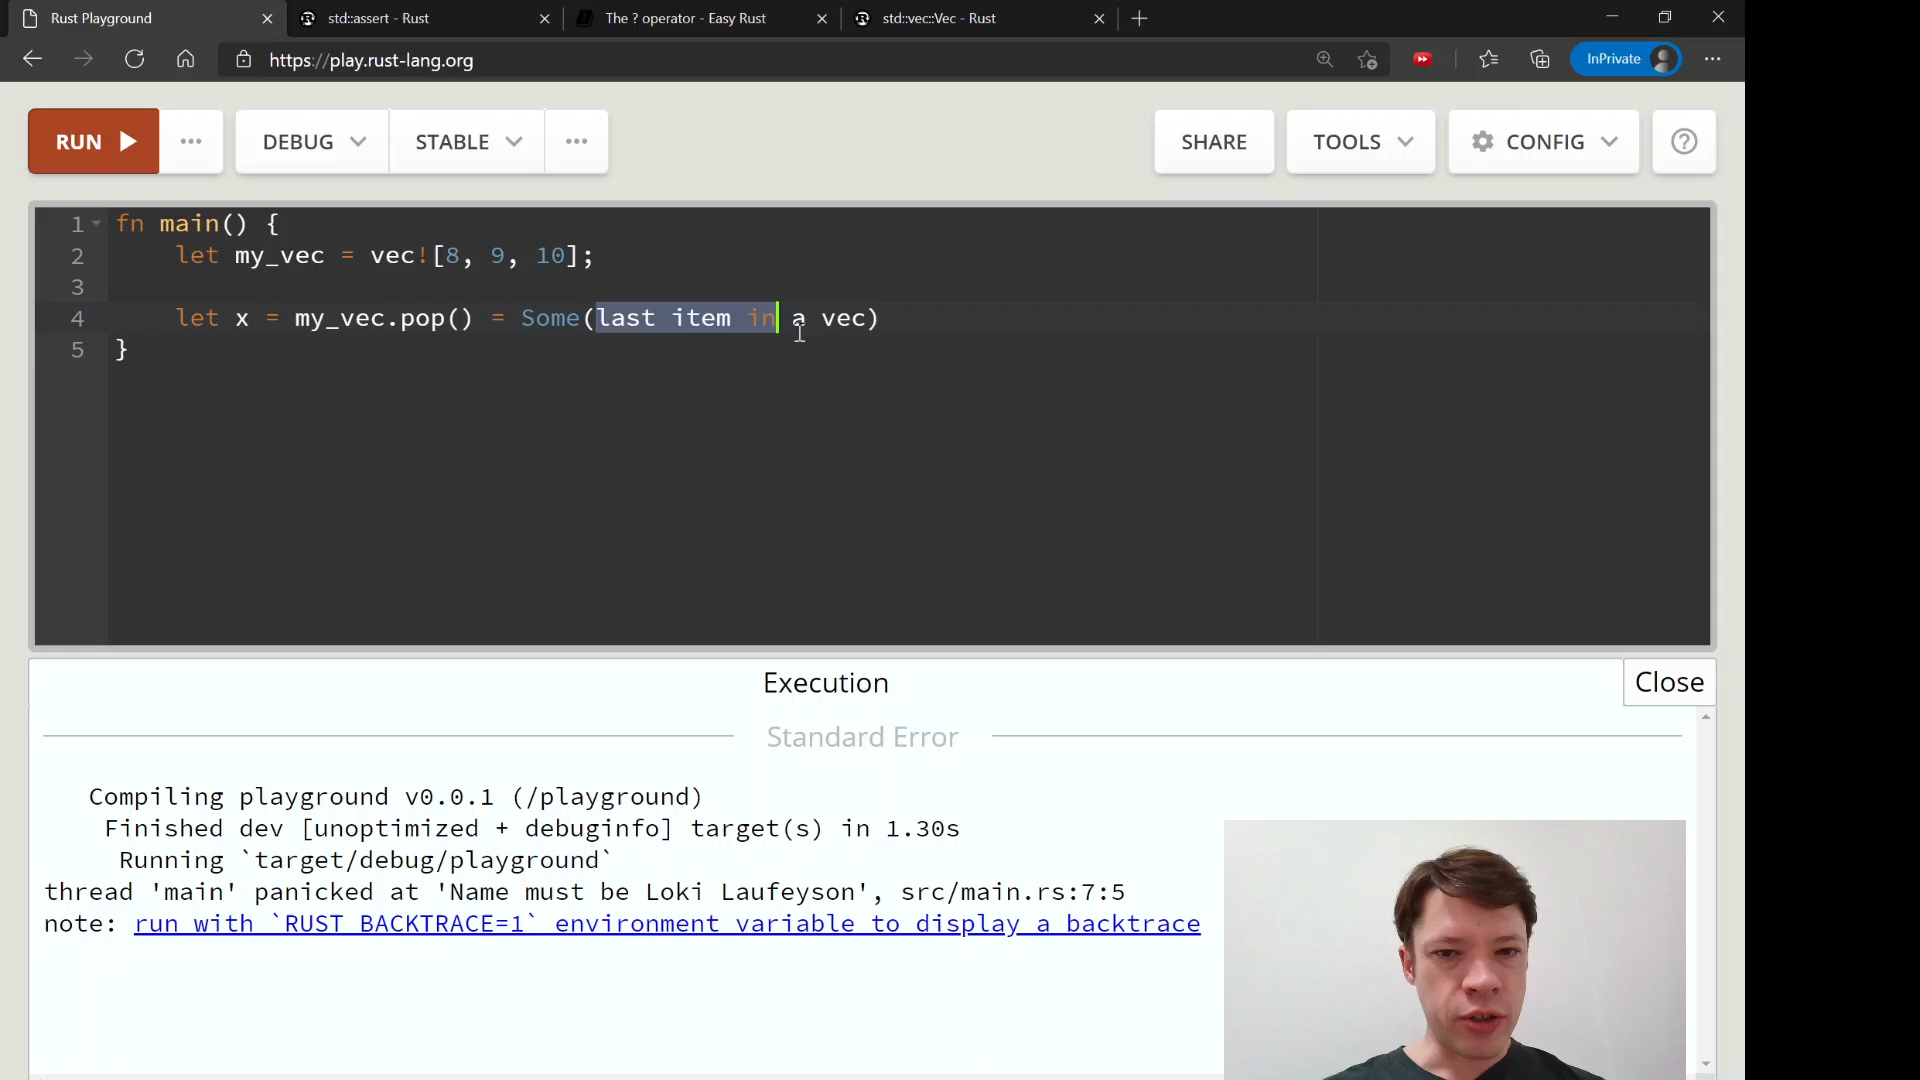 Rust Playground
std::assert - Rust
The ? operator - Easy Rust
std::vec::Vec - Rust
https://play.rust-lang.org
InPrivate
RUN
DEBUG
STABLE
SHARE
TOOLS
CONFIG
1 fn main() {
2 let my_vec = vec![8, 9, 10];
3
4 let x = my_vec.pop() = Some(last item in a vec)
5 }
Execution
Close
Standard Error
Compiling playground v0.0.1 (/playground)
Finished dev [unoptimized + debuginfo] target(s) in 1.30s
Running `target/debug/playground`
thread 'main' panicked at 'Name must be Loki Laufeyson', src/main.rs:7:5
note: run with `RUST_BACKTRACE=1` environment variable to display a backtrace